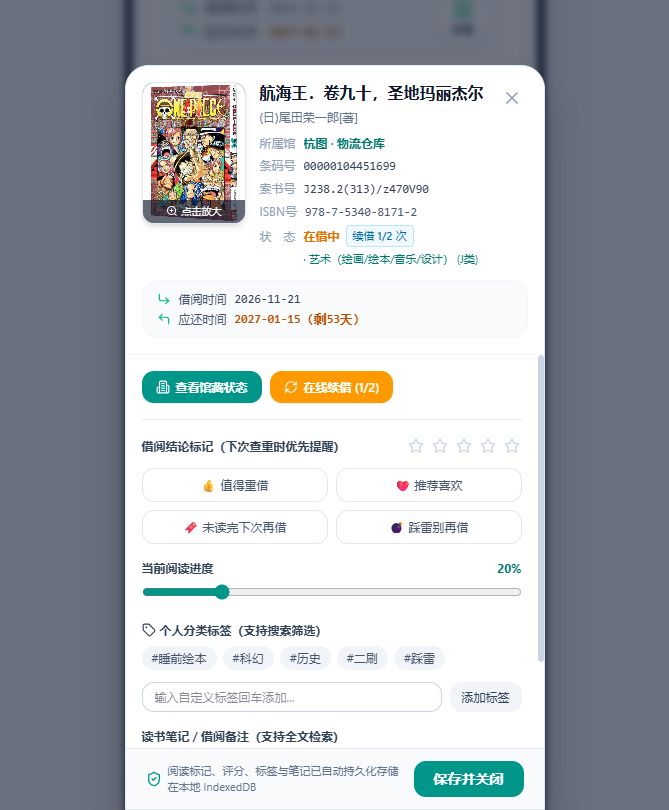 航海王．卷九十，圣地玛丽杰尔
(日)尾田荣一郎[著]
所属馆 杭图 · 物流仓库
条码号 00000104451699
索书号 J238.2(313)/z470V90
ISBN号 978-7-5340-8171-2
状 态 在借中 续借 1/2 次
· 艺术（绘画/绘本/音乐/设计）(J类)
ONE PIECE
点击放大
借阅时间 2026-11-21
应还时间 2027-01-15（剩53天）
查看馆藏状态 在线续借 (1/2)
借阅结论标记（下次查重时优先提醒）
👍 值得重借 ❤️ 推荐喜欢
🔖 未读完下次再借 💣 踩雷别再借
当前阅读进度 20%
个人分类标签（支持搜索筛选）
#睡前绘本 #科幻 #历史 #二刷 #踩雷
输入自定义标签回车添加... 添加标签
读书笔记 / 借阅备注（支持全文检索）
阅读标记、评分、标签与笔记已自动持久化存储
在本地 IndexedDB
保存并关闭